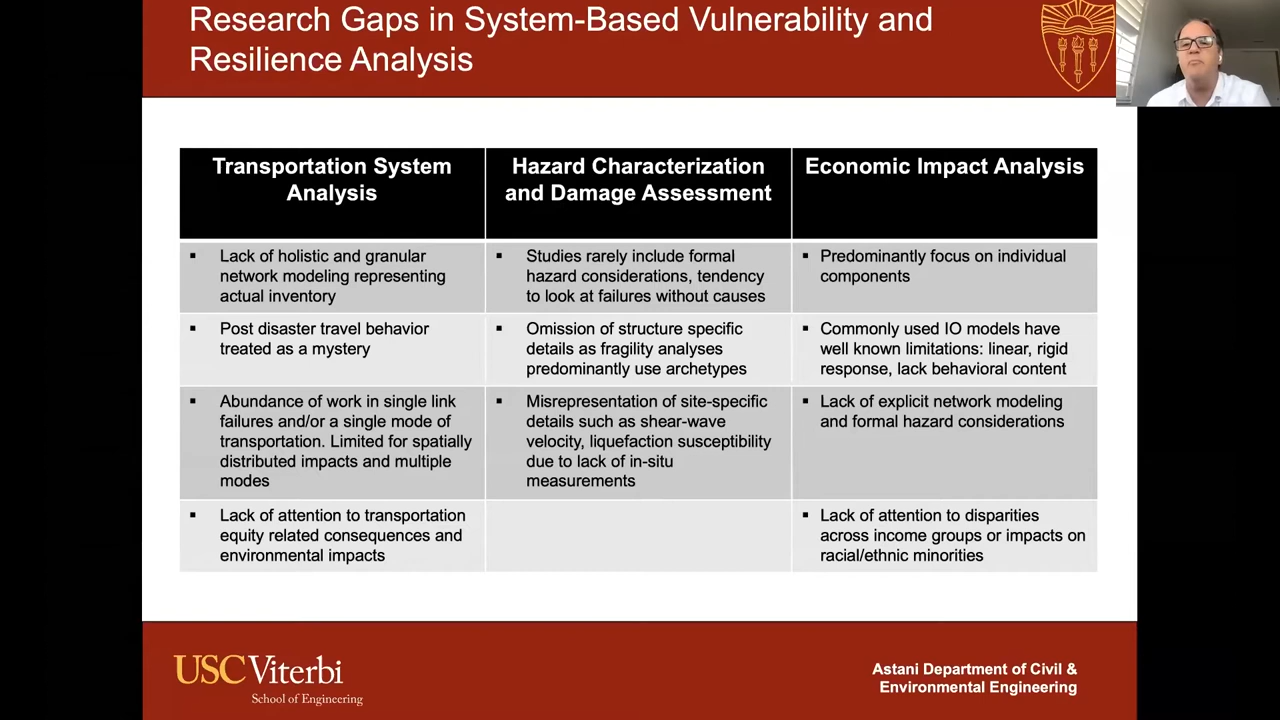 Research Gaps in System-Based Vulnerability and
Resilience Analysis
Transportation System
Analysis
Hazard Characterization
and Damage Assessment
Economic Impact Analysis
▪ Lack of holistic and granular
network modeling representing
actual inventory
▪ Studies rarely include formal
hazard considerations, tendency
to look at failures without causes
▪ Predominantly focus on individual
components
▪ Post disaster travel behavior
treated as a mystery
▪ Omission of structure specific
details as fragility analyses
predominantly use archetypes
▪ Commonly used IO models have
well known limitations: linear, rigid
response, lack behavioral content
▪ Abundance of work in single link
failures and/or a single mode of
transportation. Limited for spatially
distributed impacts and multiple
modes
▪ Misrepresentation of site-specific
details such as shear-wave
velocity, liquefaction susceptibility
due to lack of in-situ
measurements
▪ Lack of explicit network modeling
and formal hazard considerations
▪ Lack of attention to transportation
equity related consequences and
environmental impacts
▪ Lack of attention to disparities
across income groups or impacts on
racial/ethnic minorities
USC Viterbi
School of Engineering
Astani Department of Civil &
Environmental Engineering